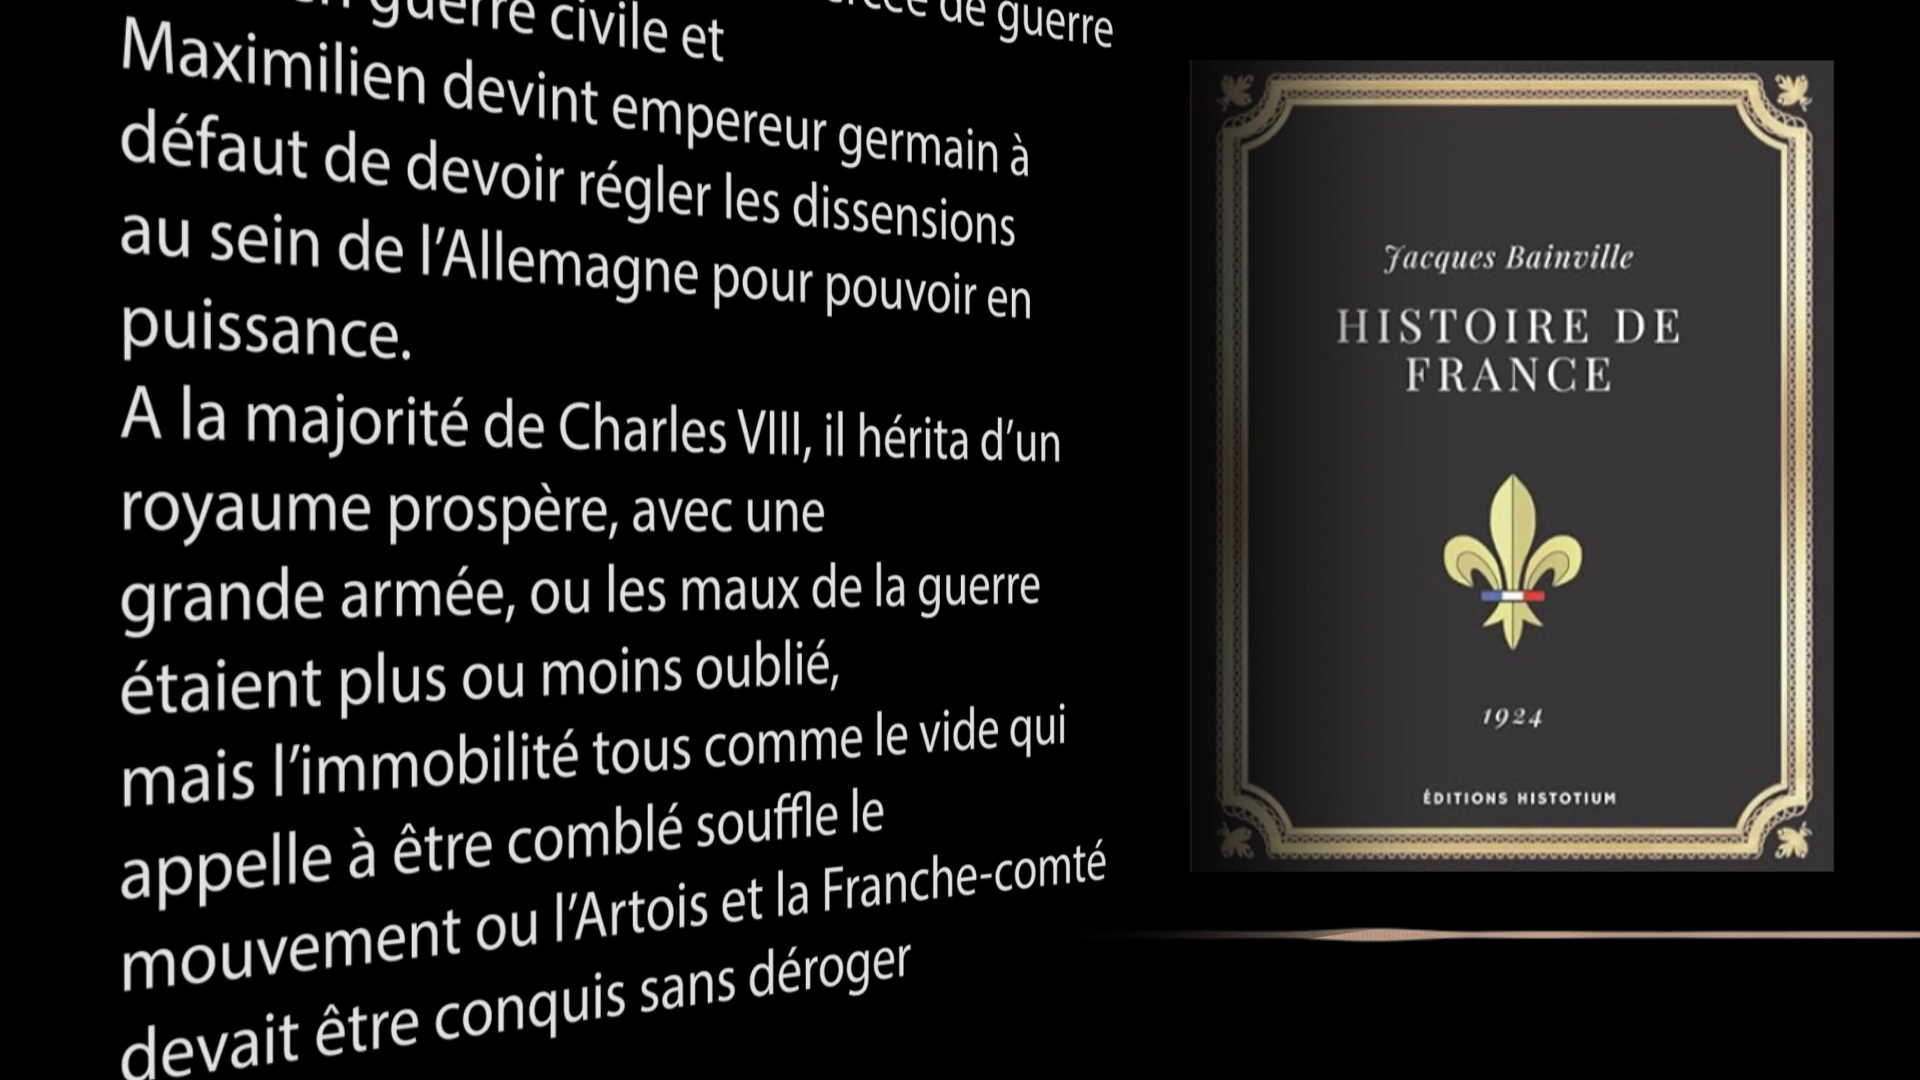 guerre civile et
de guerre
Maximilien devint empereur germain à
défaut de devoir régler les dissensions
au sein de l’Allemagne pour pouvoir en
puissance.
A la majorité de Charles VIII, il hérita d’un
royaume prospère, avec une
grande armée, ou les maux de la guerre
étaient plus ou moins oublié,
mais l’immobilité tous comme le vide qui
appelle à être comblé souffle le
mouvement ou l’Artois et la Franche-comté
devait être conquis sans déroger
Jacques Bainville
HISTOIRE DE
FRANCE
1924
ÉDITIONS HISTOTIUM